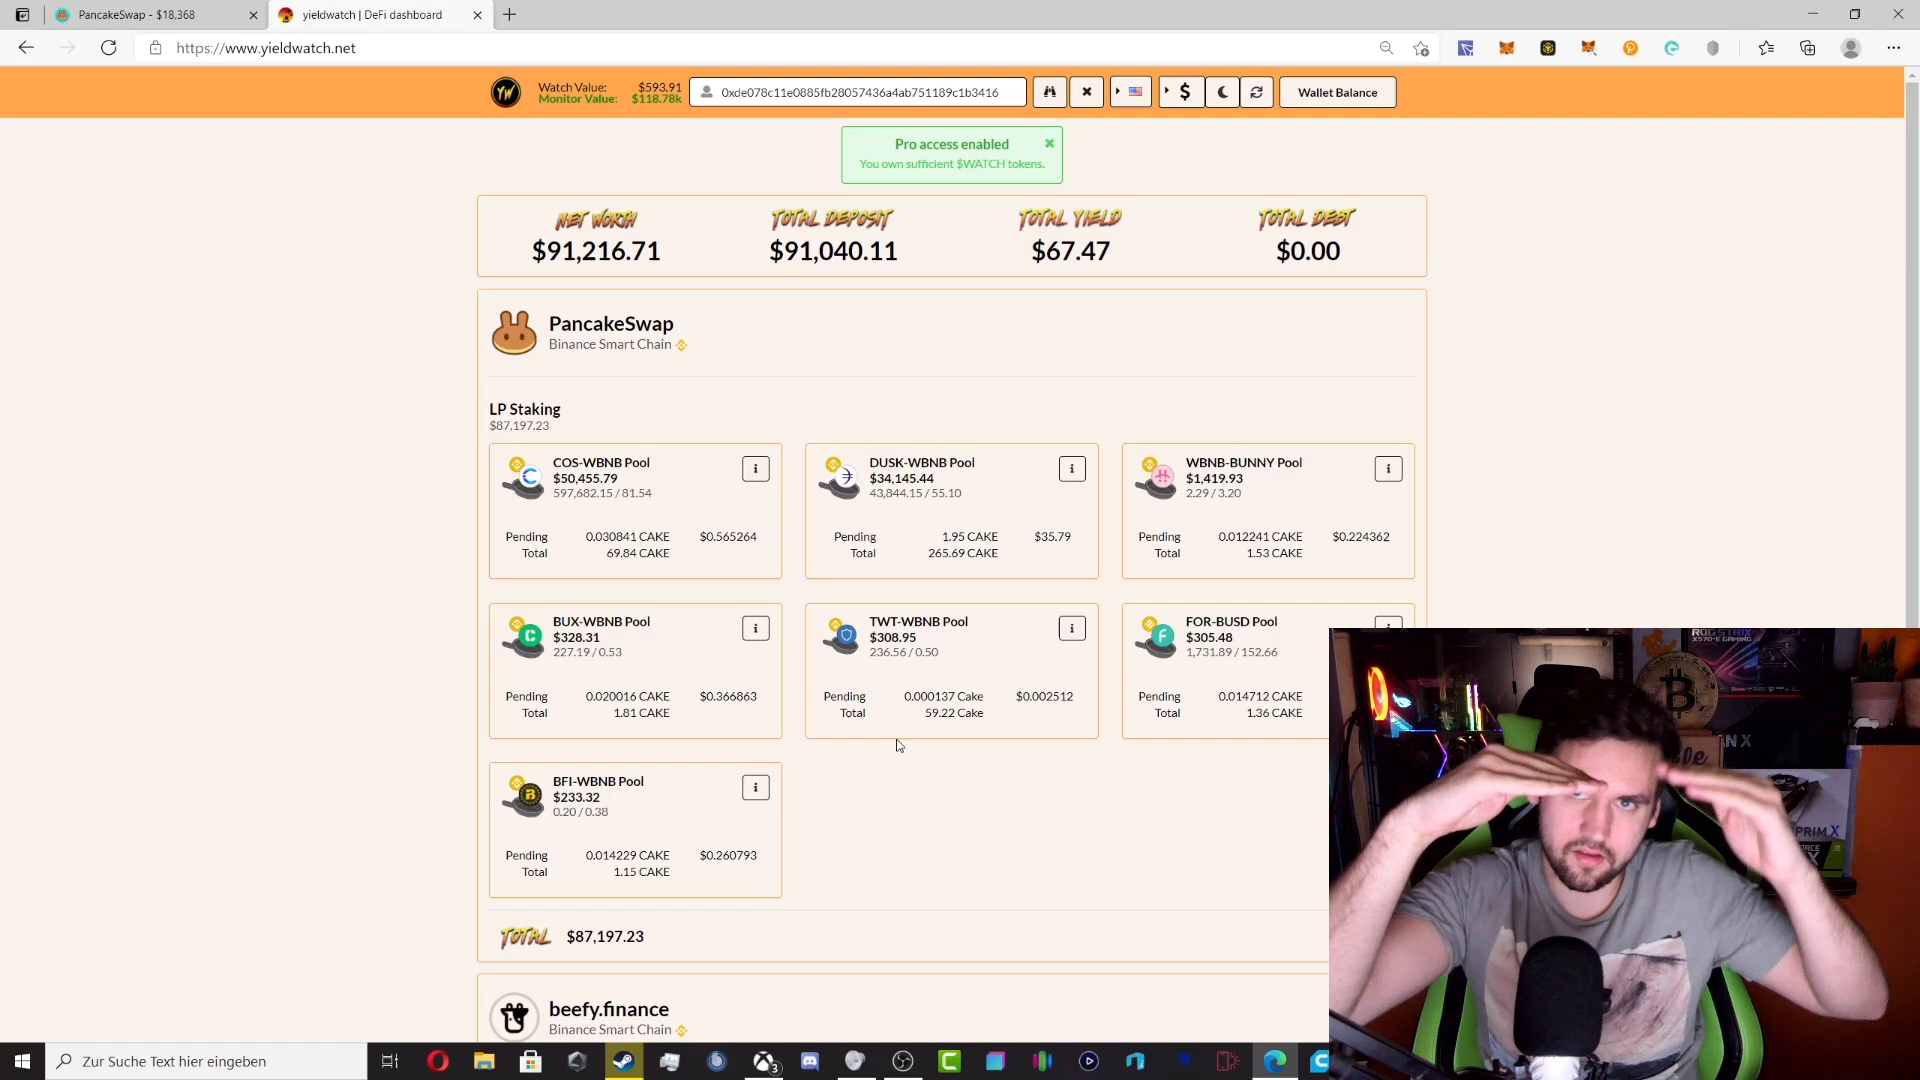 PancakeSwap - $18,368
yieldwatch | DeFi dashboard
https://www.yieldwatch.net
YW
Watch Value: $593.91
Monitor Value: $118.78k
0xde078c11e0885fb28057436a4ab751189c1b3416
$
Wallet Balance
Pro access enabled
You own sufficient $WATCH tokens.
NET WORTH
$91,216.71
TOTAL DEPOSIT
$91,040.11
TOTAL YIELD
$67.47
TOTAL DEBT
$0.00
PancakeSwap
Binance Smart Chain
LP Staking
$87,197.23
COS-WBNB Pool
$50,455.79
597,682.15 / 81.54
i
Pending 0.030841 CAKE $0.565264
Total 69.84 CAKE
DUSK-WBNB Pool
$34,145.44
43,844.15 / 55.10
i
Pending 1.95 CAKE $35.79
Total 265.69 CAKE
WBNB-BUNNY Pool
$1,419.93
2.29 / 3.20
i
Pending 0.012241 CAKE $0.224362
Total 1.53 CAKE
BUX-WBNB Pool
$328.31
227.19 / 0.53
i
Pending 0.020016 CAKE $0.366863
Total 1.81 CAKE
TWT-WBNB Pool
$308.95
236.56 / 0.50
i
Pending 0.000137 Cake $0.002512
Total 59.22 Cake
FOR-BUSD Pool
$305.48
1,731.89 / 152.66
Pending 0.014712 CAKE
Total 1.36 CAKE
BFI-WBNB Pool
$233.32
0.20 / 0.38
i
Pending 0.014229 CAKE $0.260793
Total 1.15 CAKE
TOTAL $87,197.23
beefy.finance
Binance Smart Chain
ROG STRIX
X570-E GAMING
Zur Suche Text hier eingeben
3